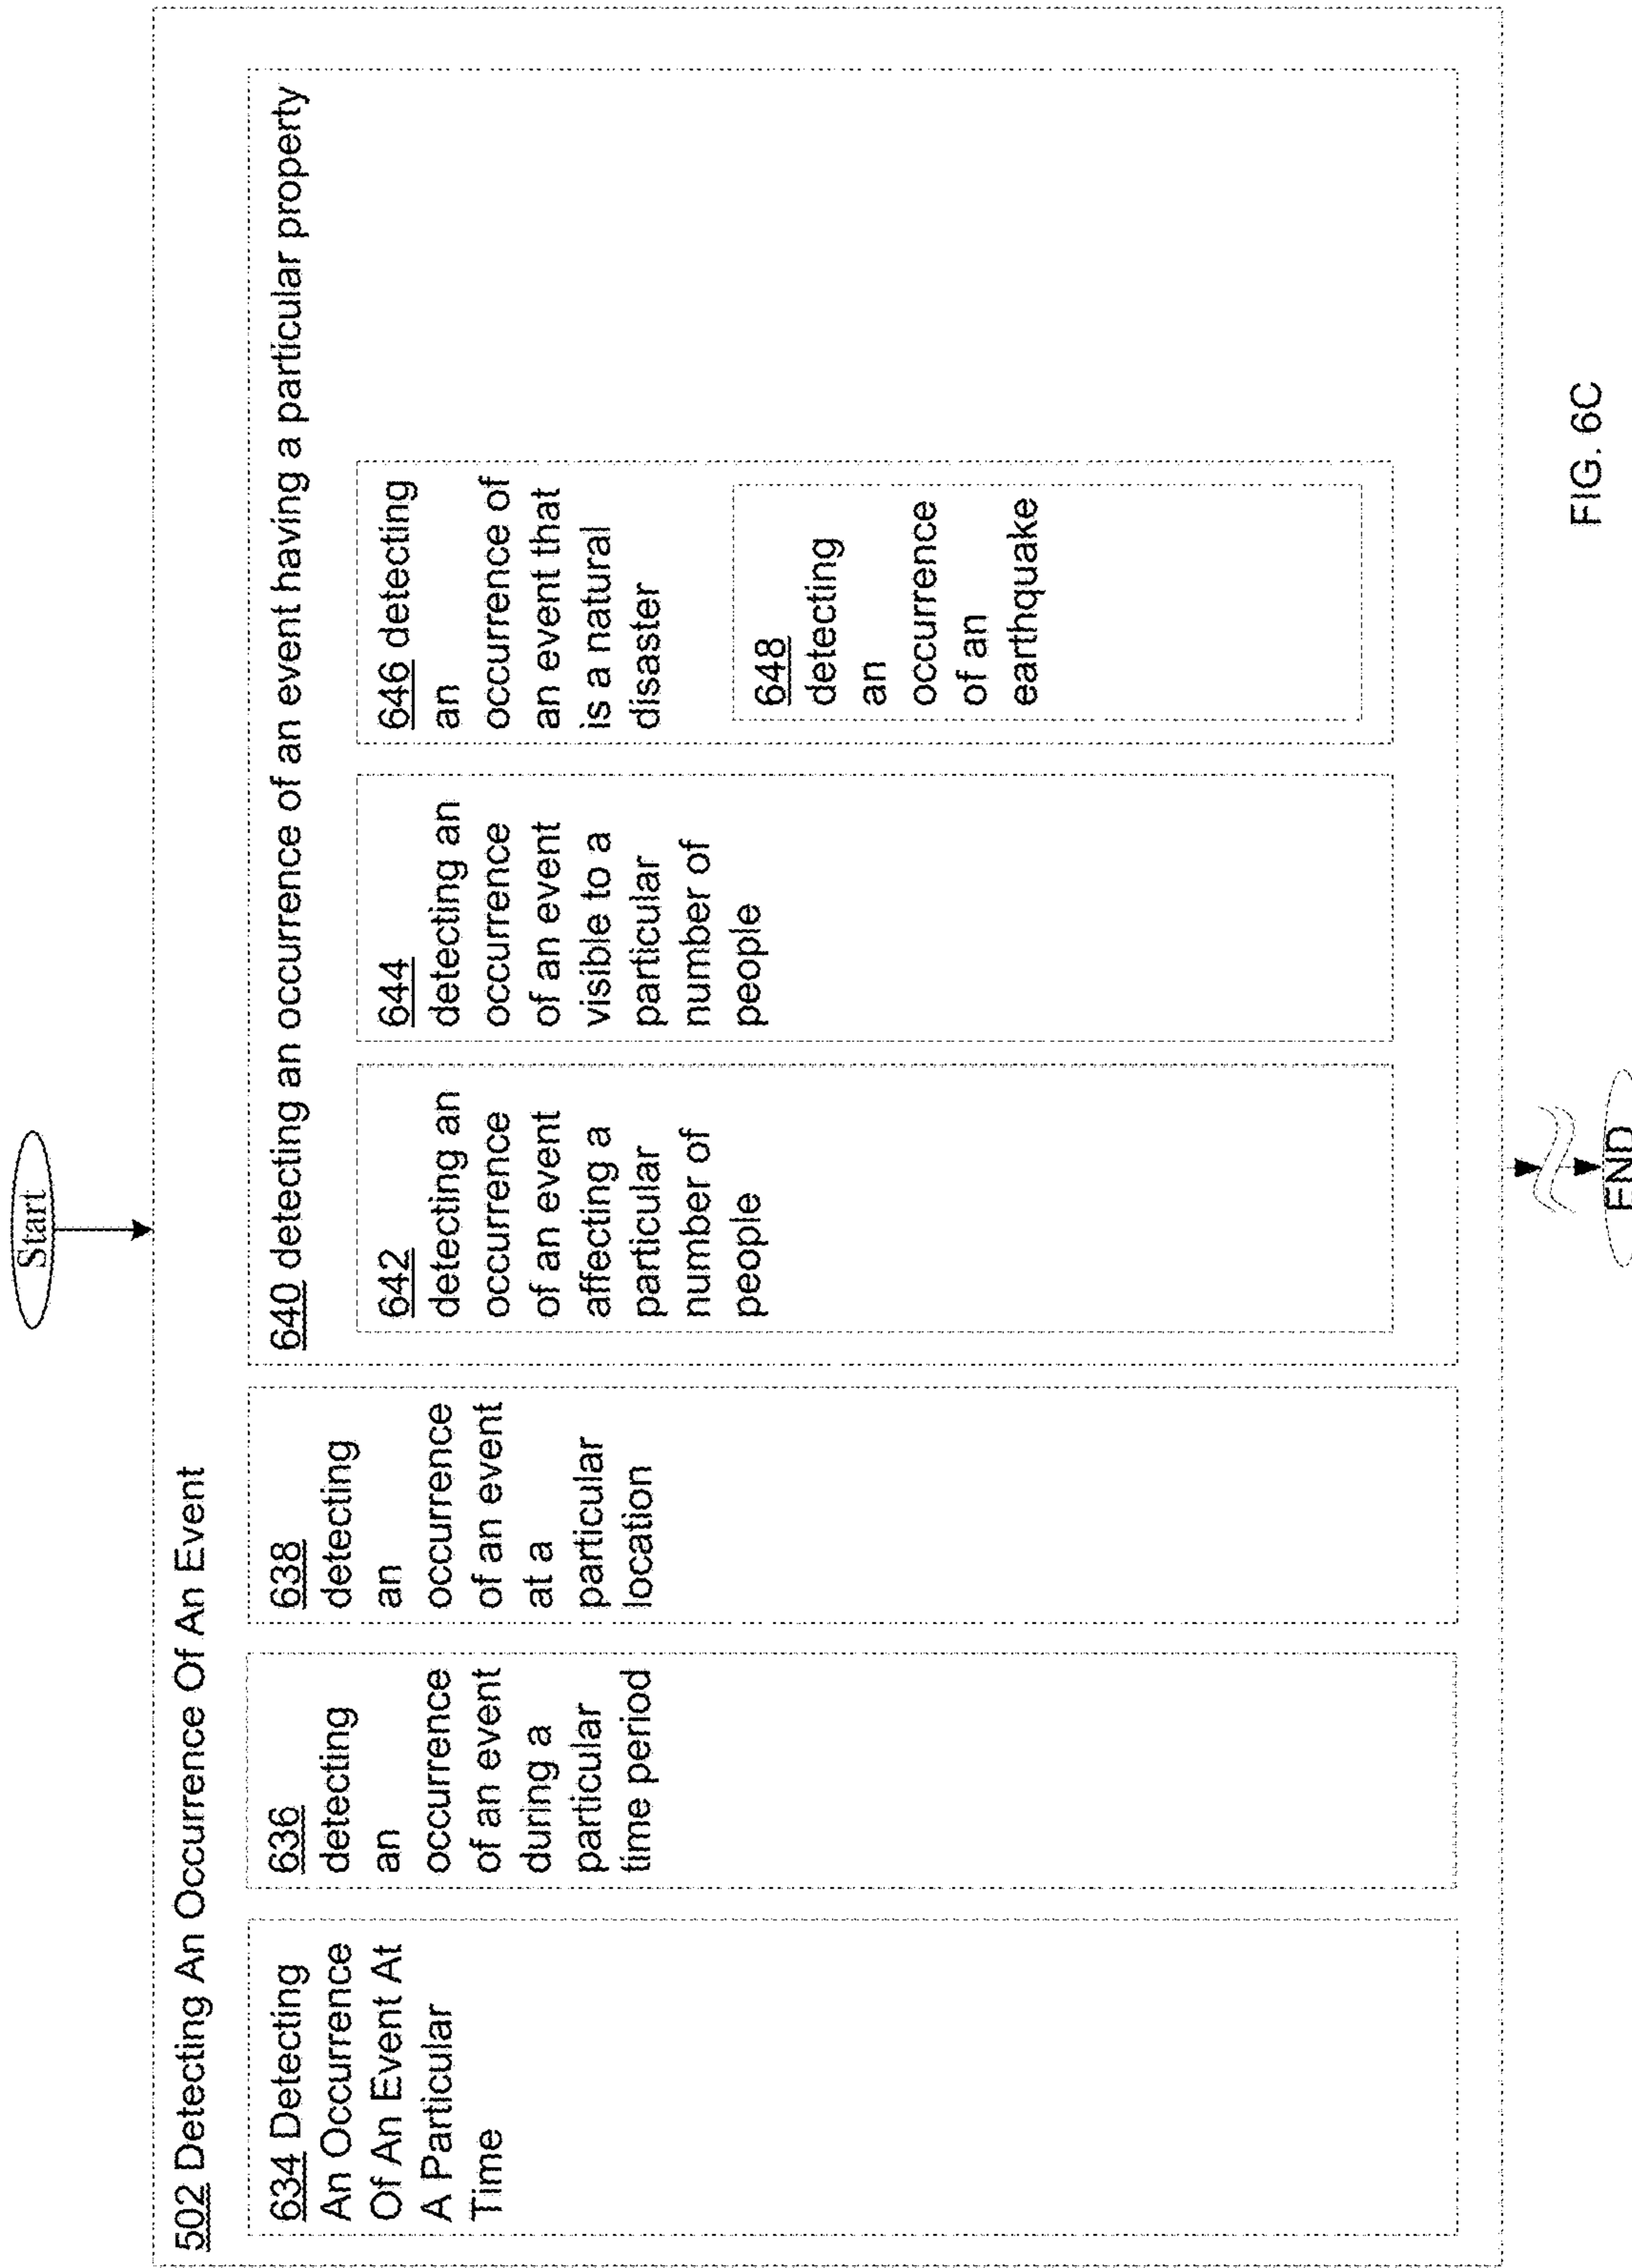 Start
502 Detecting An Occurrence Of An Event
634 Detecting
An Occurrence
Of An Event At
A Particular
Time
636
detecting
an
occurrence
of an event
during a
particular
time period
638
detecting
an
occurrence
of an event
at a
particular
location
640 detecting an occurrence of an event having a particular property
642
detecting an
occurrence
of an event
affecting a
particular
number of
people
644
detecting an
occurrence
of an event
visible to a
particular
number of
people
646 detecting
an
occurrence of
an event that
is a natural
disaster
648
detecting
an
occurrence
of an
earthquake
END
FIG. 6C